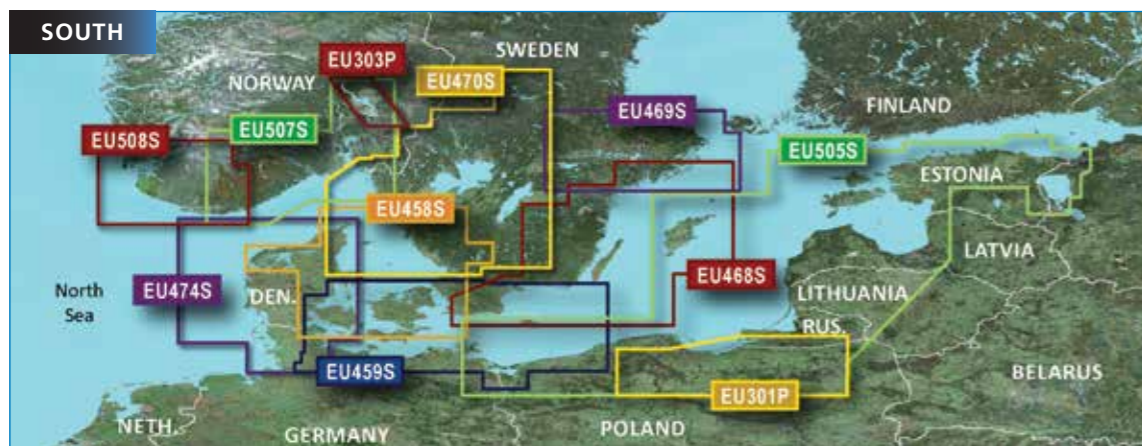 SOUTH
SWEDEN
EU303P
NORWAY
EU470S
EU469S
FINLAND
EU508S
EU507S
EU505S
ESTONIA
EU458S
LATVIA
EU468S
North
Sea
EU474S
DEN.
LITHUANIA
RUS.
EU459S
BELARUS
EU301P
NETH.
GERMANY
POLAND